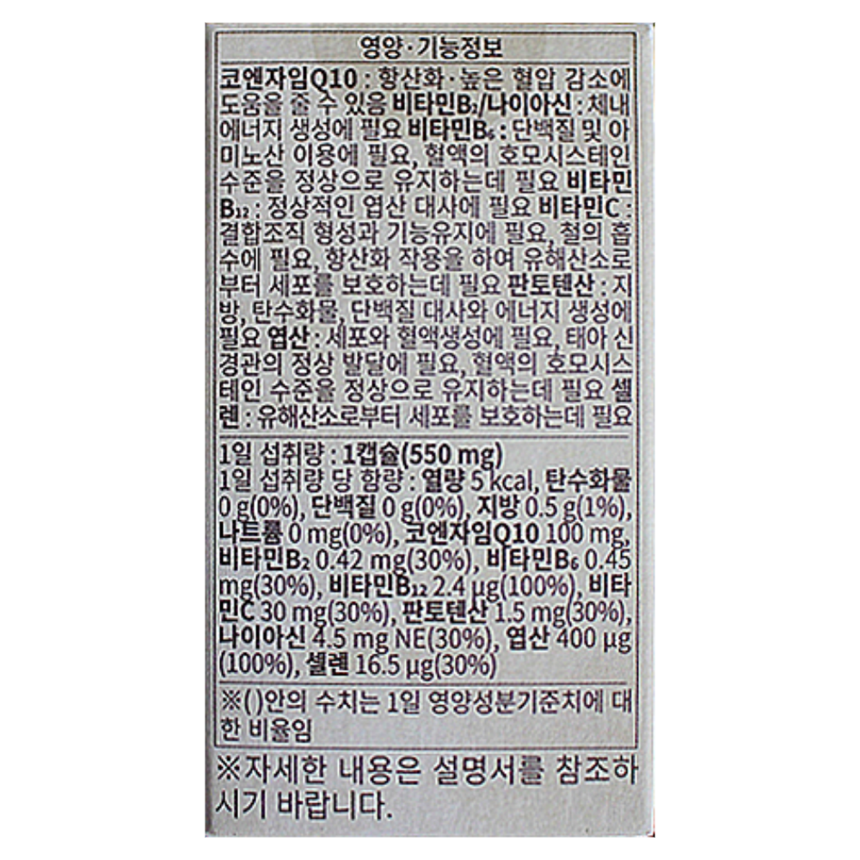 영양·기능정보
코엔자임Q10 : 항산화·높은 혈압 감소에
도움을 줄 수 있음 비타민B₂/나이아신 : 체내
에너지 생성에 필요 비타민B₆ : 단백질 및 아
미노산 이용에 필요, 혈액의 호모시스테인
수준을 정상으로 유지하는데 필요 비타민
B₁₂ : 정상적인 엽산 대사에 필요 비타민C :
결합조직 형성과 기능유지에 필요, 철의 흡
수에 필요, 항산화 작용을 하여 유해산소로
부터 세포를 보호하는데 필요 판토텐산 : 지
방, 탄수화물, 단백질 대사와 에너지 생성에
필요 엽산 : 세포와 혈액생성에 필요, 태아 신
경관의 정상 발달에 필요, 혈액의 호모시스
테인 수준을 정상으로 유지하는데 필요 셀
렌 : 유해산소로부터 세포를 보호하는데 필요
1일 섭취량 : 1캡슐(550 mg)
1일 섭취량 당 함량 : 열량 5 kcal, 탄수화물
0 g(0%), 단백질 0 g(0%), 지방 0.5 g(1%),
나트륨 0 mg(0%), 코엔자임Q10 100 mg,
비타민B₂ 0.42 mg(30%), 비타민B₆ 0.45
mg(30%), 비타민B₁₂ 2.4 µg(100%), 비타
민C 30 mg(30%), 판토텐산 1.5 mg(30%),
나이아신 4.5 mg NE(30%), 엽산 400 µg
(100%), 셀렌 16.5 µg(30%)
※( )안의 수치는 1일 영양성분기준치에 대
한 비율임
※자세한 내용은 설명서를 참조하
시기 바랍니다.